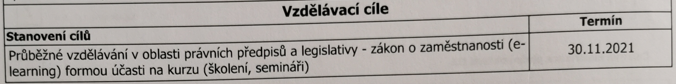 Vzdělávací cíle
Stanovení cílů Termín
Průběžné vzdělávání v oblasti právních předpisů a legislativy - zákon o zaměstnanosti (e- 30.11.2021
learning) formou účasti na kurzu (školení, semináři)